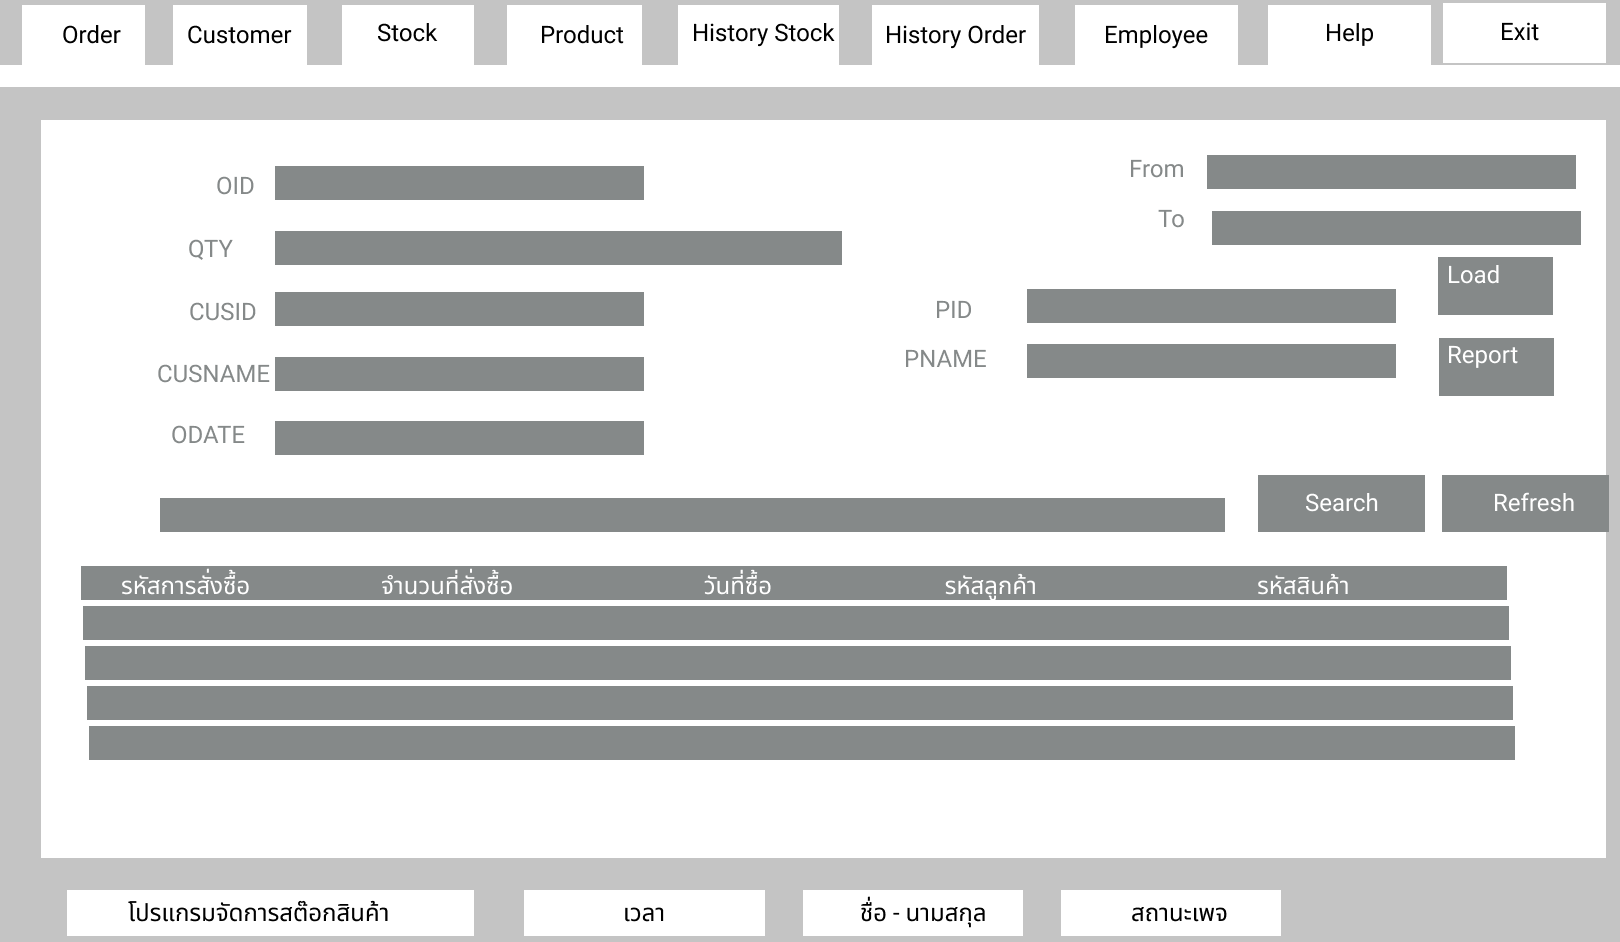 Order
Customer
Stock
Product
History Stock
History Order
Employee
Help
Exit
OID
From
QTY
To
CUSID
PID
Load
CUSNAME
PNAME
Report
ODATE
Search
Refresh
รหัสการสั่งซื้อ
จำนวนที่สั่งซื้อ
วันที่ซื้อ
รหัสลูกค้า
รหัสสินค้า
โปรแกรมจัดการสต๊อกสินค้า
เวลา
ชื่อ - นามสกุล
สถานะเพจ